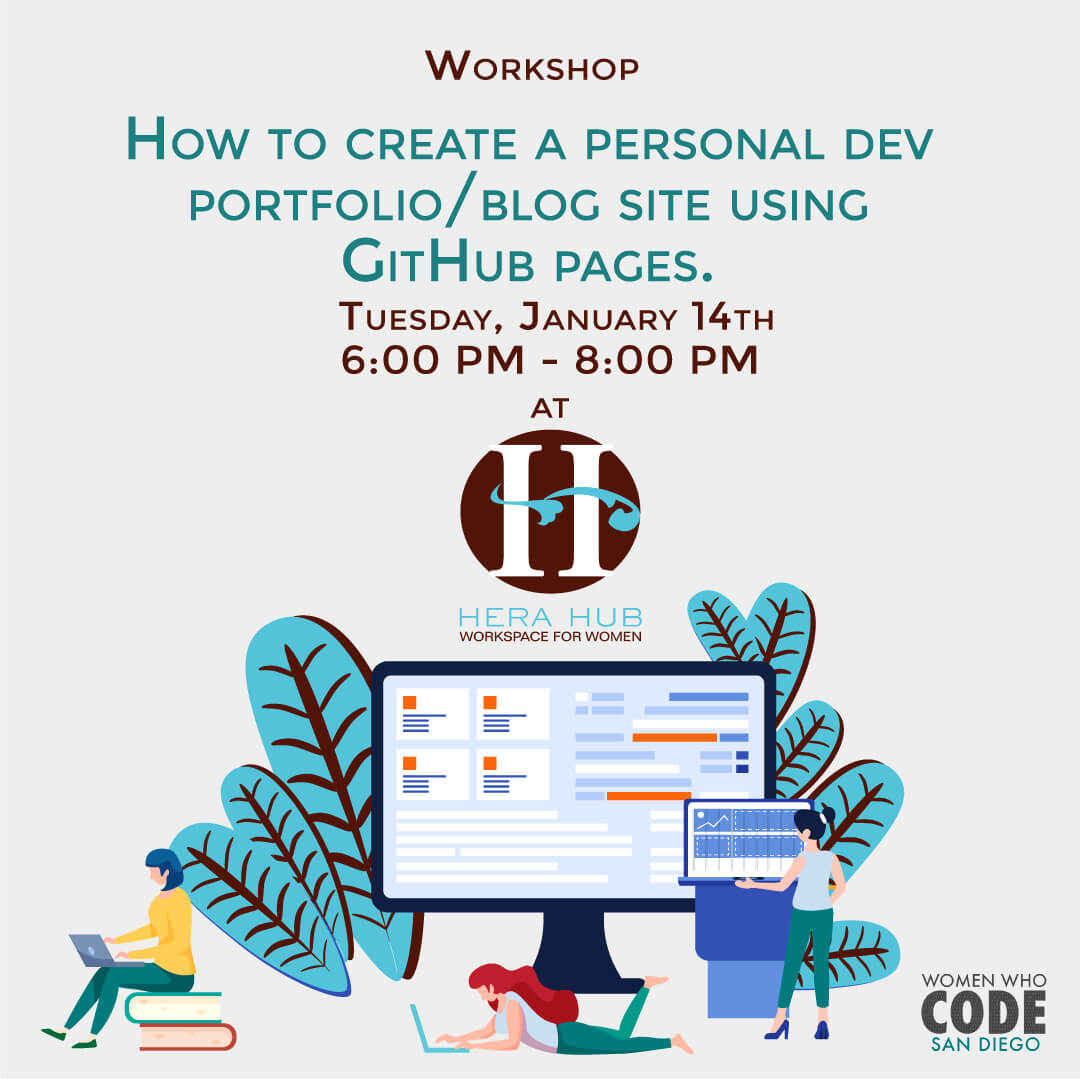 Workshop
How to create a personal dev
portfolio/blog site using
GitHub pages.
Tuesday, January 14th
6:00 PM - 8:00 PM
at
H
HERA HUB
WORKSPACE FOR WOMEN
WOMEN WHO
CODE
SAN DIEGO